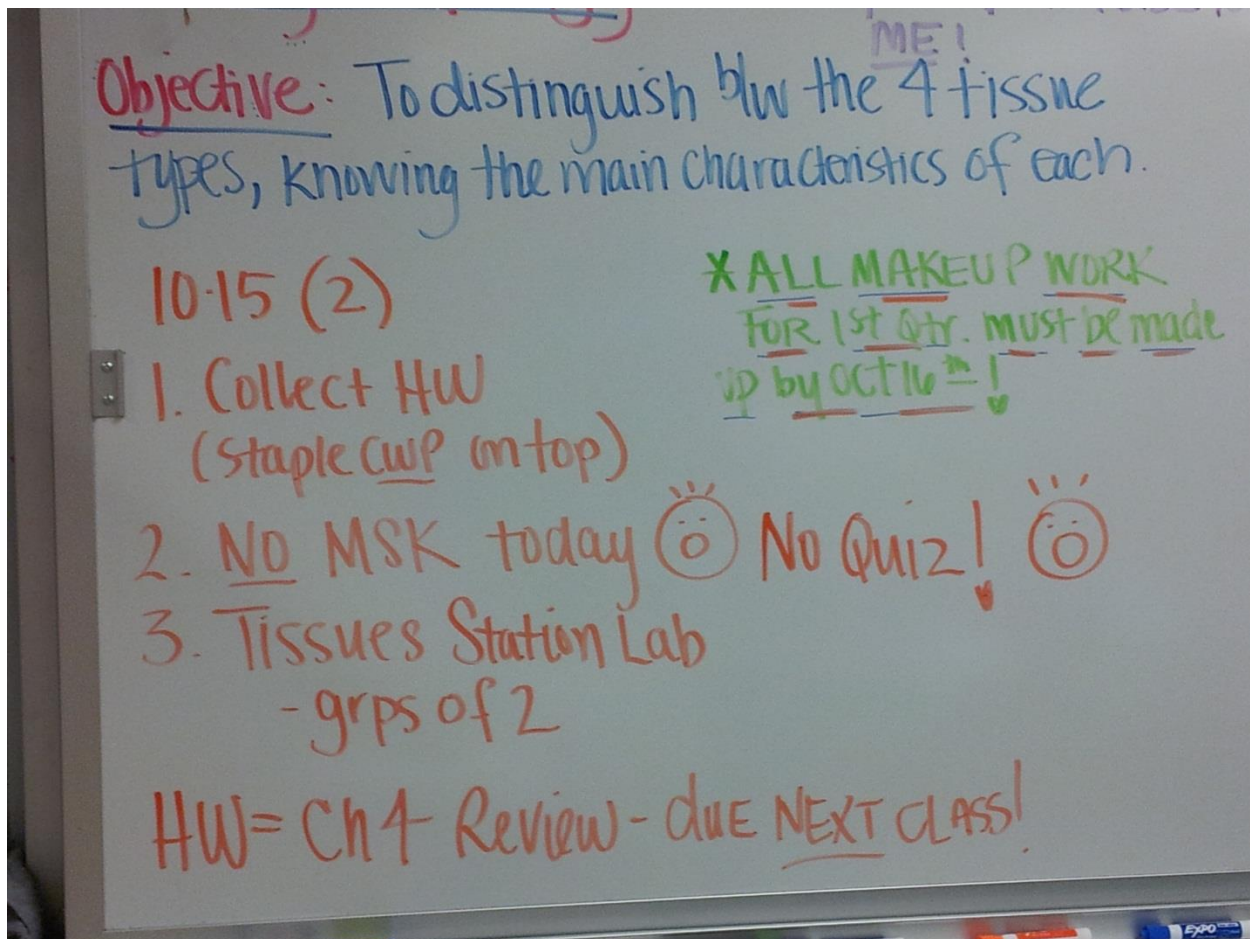 ME!
Objective: To distinguish b/w the 4 tissue
types, knowing the main characteristics of each.
10.15 (2)
1. Collect HW
(staple CWP on top)
2. NO MSK today No Quiz!
3. Tissues Station Lab
- grps of 2
HW = Ch 4 Review - due NEXT CLASS!
* ALL MAKEUP WORK
FOR 1st Qtr. must be made
up by OCT 16th!
EXPO